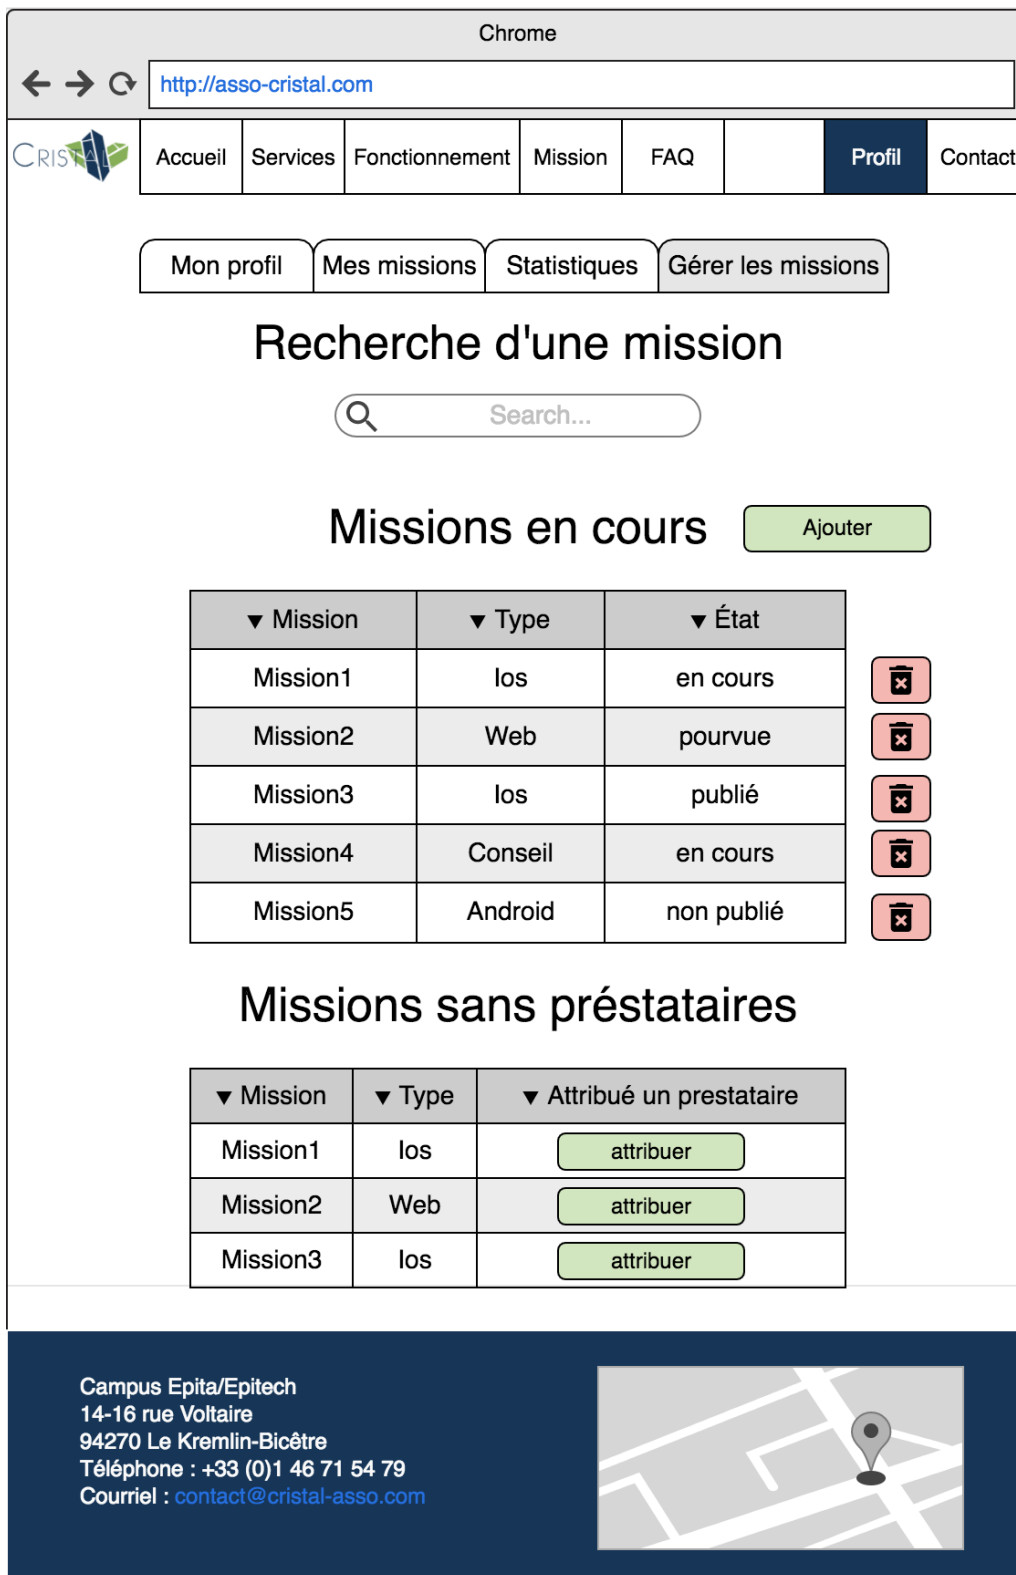 Chrome
http://asso-cristal.com
CRISTAL Accueil Services Fonctionnement Mission FAQ Profil Contact
Mon profil Mes missions Statistiques Gérer les missions
Recherche d'une mission
Search...
Missions en cours Ajouter
▼ Mission ▼ Type ▼ État
Mission1 Ios en cours
Mission2 Web pourvue
Mission3 Ios publié
Mission4 Conseil en cours
Mission5 Android non publié
Missions sans préstataires
▼ Mission ▼ Type ▼ Attribué un prestataire
Mission1 Ios attribuer
Mission2 Web attribuer
Mission3 Ios attribuer
Campus Epita/Epitech
14-16 rue Voltaire
94270 Le Kremlin-Bicêtre
Téléphone : +33 (0)1 46 71 54 79
Courriel : contact@cristal-asso.com